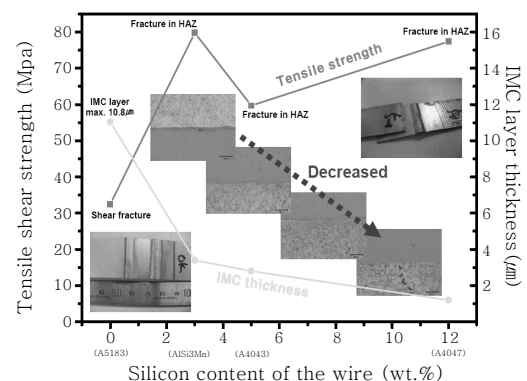 Fracture in HAZ
Fracture in HAZ
Tensile strength
IMC layer
max. 10.8㎛
Fracture in HAZ
Decreased
Shear fracture
IMC thickness
OK
Tensile shear strength (Mpa)
80
70
60
50
40
30
20
10
0
IMC layer thickness (㎛)
16
14
12
10
8
6
4
2
0 2 4 6 8 10 12
(A5183) (AlSi3Mn) (A4043) (A4047)
Silicon content of the wire (wt.%)